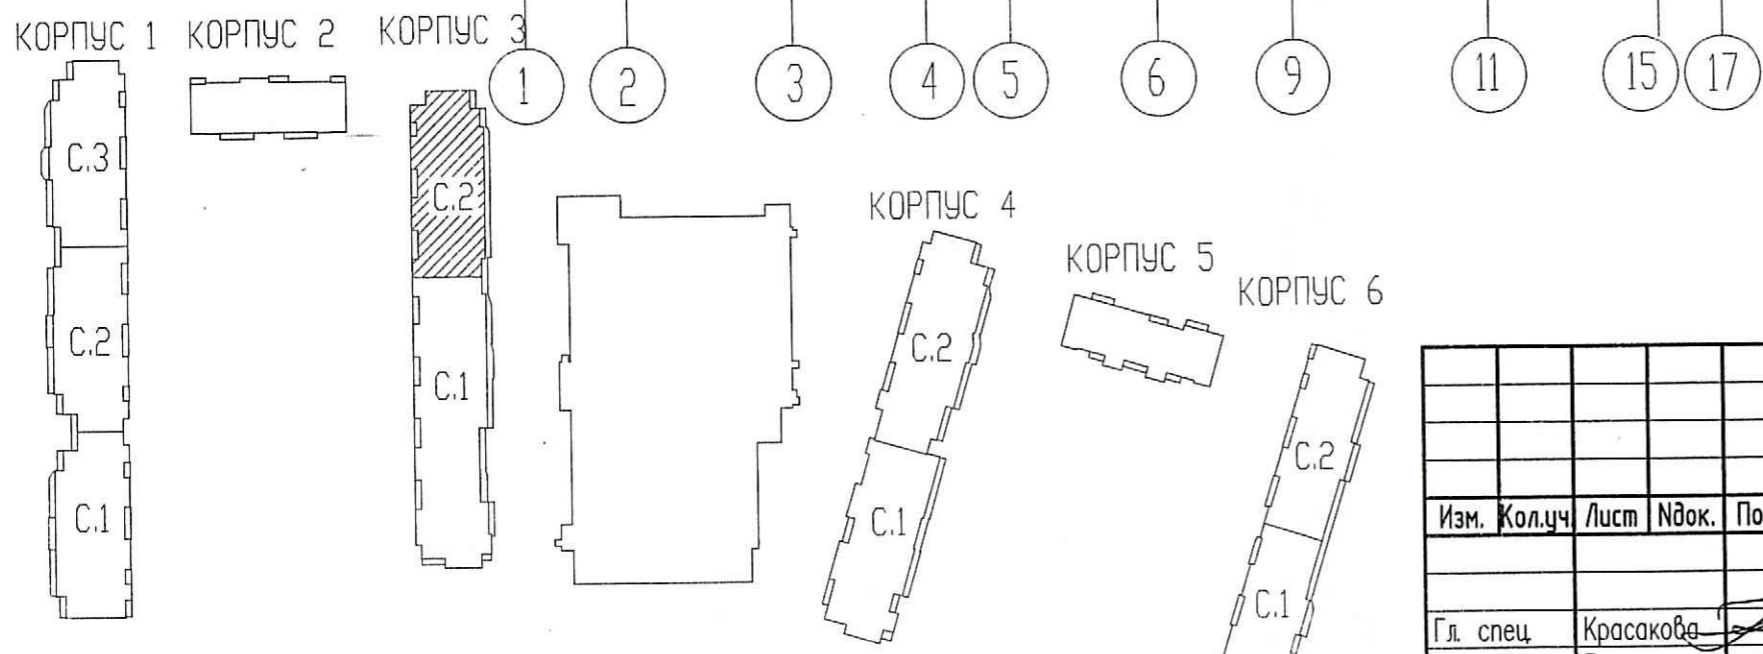 КОРПУС 1 КОРПУС 2 КОРПУС 3
1 2 3 4 5 6 9 11 15 17
С.3
С.2
С.1
С.2
С.1
КОРПУС 4
С.2
С.1
КОРПУС 5
КОРПУС 6
С.2
С.1
Изм. Кол.уч. Лист Nдок.
Гл. спец Красакова